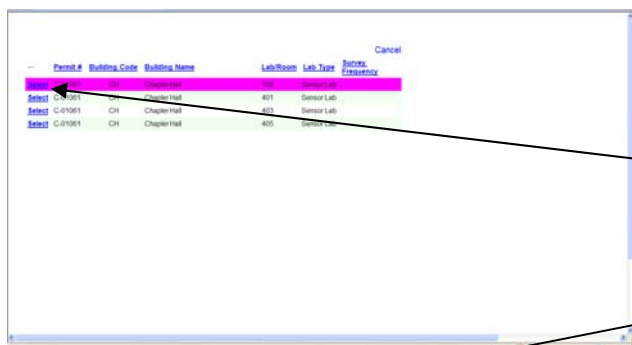 Cancel
... Permit # Building Code Building Name Lab/Room Lab Type Survey Frequency
Select C-01061 CH Chapler Hall Sensor Lab
Select C-01061 CH Chapler Hall 401 Sensor Lab
Select C-01061 CH Chapler Hall 403 Sensor Lab
Select C-01061 CH Chapler Hall 405 Sensor Lab